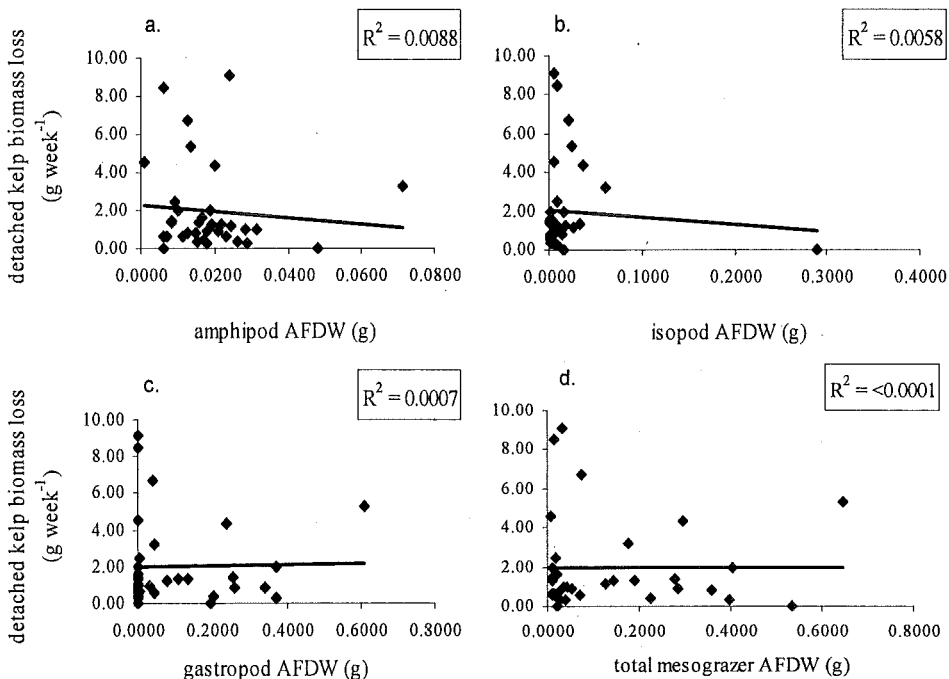 a.
R² = 0.0088
detached kelp biomass loss
(g week⁻¹)
10.00
8.00
6.00
4.00
2.00
0.00
0.0000 0.0200 0.0400 0.0600 0.0800
amphipod AFDW (g)
b.
R² = 0.0058
10.00
8.00
6.00
4.00
2.00
0.00
0.0000 0.1000 0.2000 0.3000 0.4000
isopod AFDW (g)
c.
R² = 0.0007
detached kelp biomass loss
(g week⁻¹)
10.00
8.00
6.00
4.00
2.00
0.00
0.0000 0.2000 0.4000 0.6000 0.8000
gastropod AFDW (g)
d.
R² = <0.0001
10.00
8.00
6.00
4.00
2.00
0.00
0.0000 0.2000 0.4000 0.6000 0.8000
total mesograzer AFDW (g)